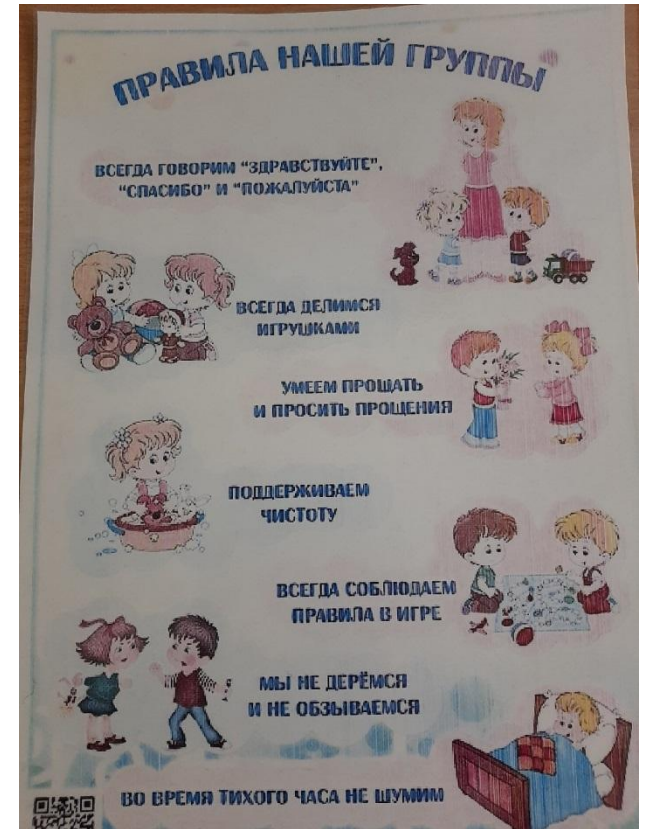 ПРАВИЛА НАШЕЙ ГРУППЫ
ВСЕГДА ГОВОРИМ "ЗДРАВСТВУЙТЕ",
"СПАСИБО" И "ПОЖАЛУЙСТА"
ВСЕГДА ДЕЛИМСЯ
ИГРУШКАМИ
УМЕЕМ ПРОЩАТЬ
И ПРОСИТЬ ПРОЩЕНИЯ
ПОДДЕРЖИВАЕМ
ЧИСТОТУ
ВСЕГДА СОБЛЮДАЕМ
ПРАВИЛА В ИГРЕ
МЫ НЕ ДЕРЁМСЯ
И НЕ ОБЗЫВАЕМСЯ
ВО ВРЕМЯ ТИХОГО ЧАСА НЕ ШУМИМ